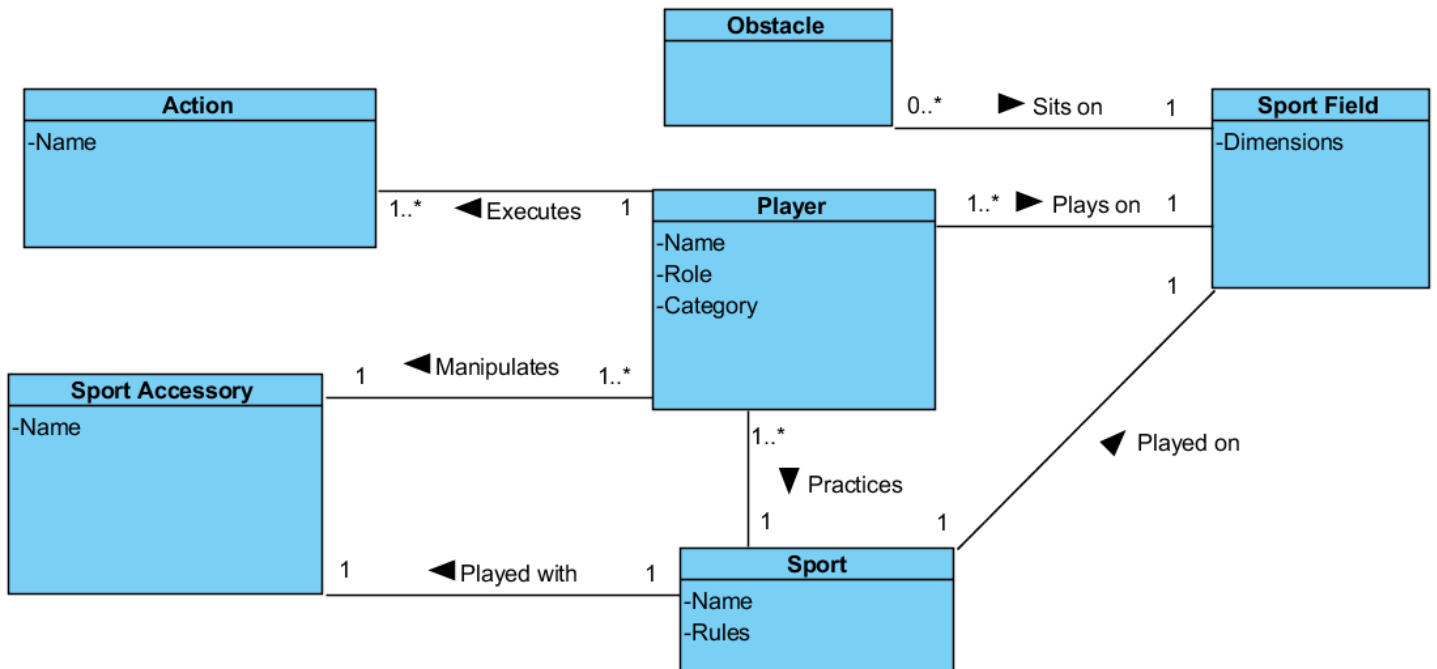 Obstacle
Action
-Name
0..* Sits on 1
Sport Field
-Dimensions
1..* Executes 1
Player
-Name
-Role
-Category
1..* Plays on 1
1
1 Manipulates 1..*
Sport Accessory
-Name
1..*
Practices
1
Played on
1
1 Played with 1
Sport
-Name
-Rules